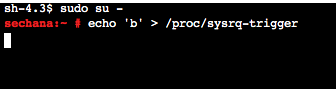 sh-4.3$ sudo su -
sechana:~ # echo 'b' > /proc/sysrq-trigger